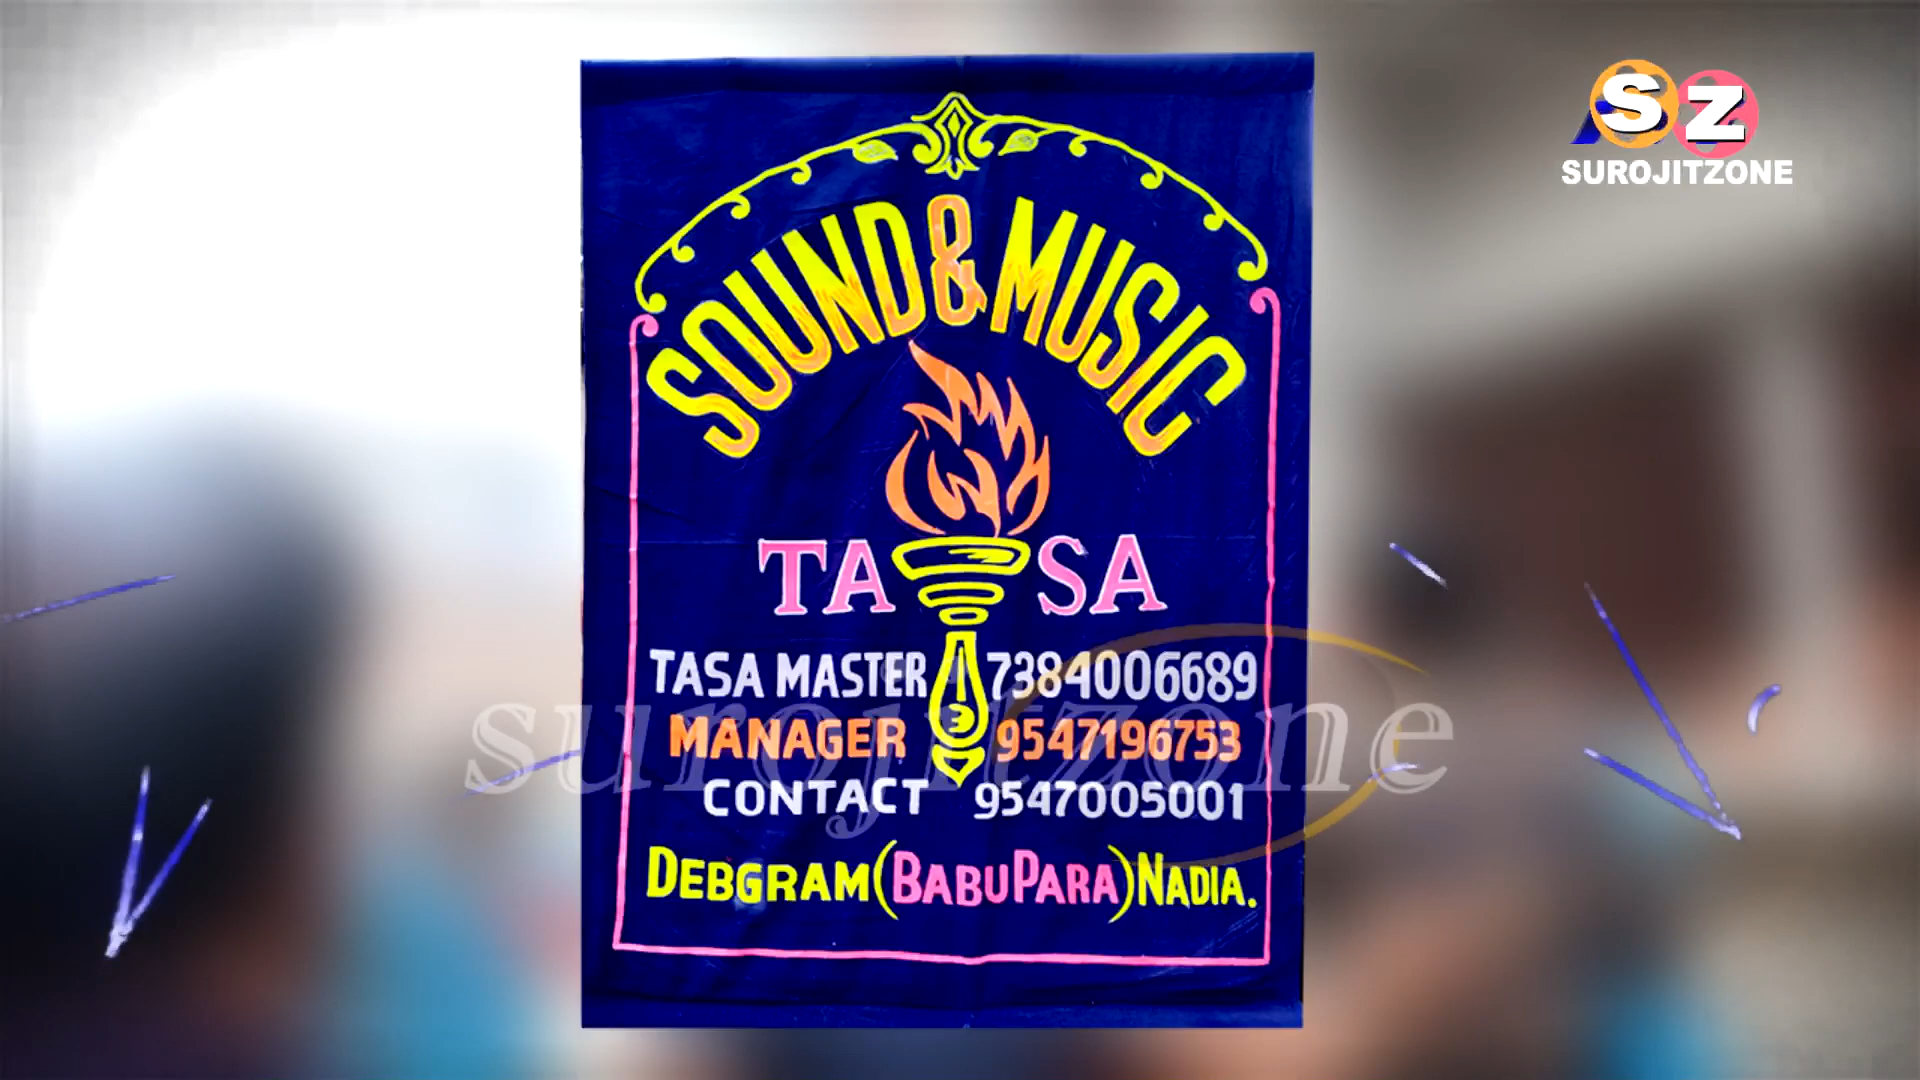 SZ
SUROJITZONE
SOUND & MUSIC
TASA
TASA MASTER 7384006689
MANAGER 9547196753
CONTACT 9547005001
surojitzone
DEBGRAM (BABUPARA) NADIA.